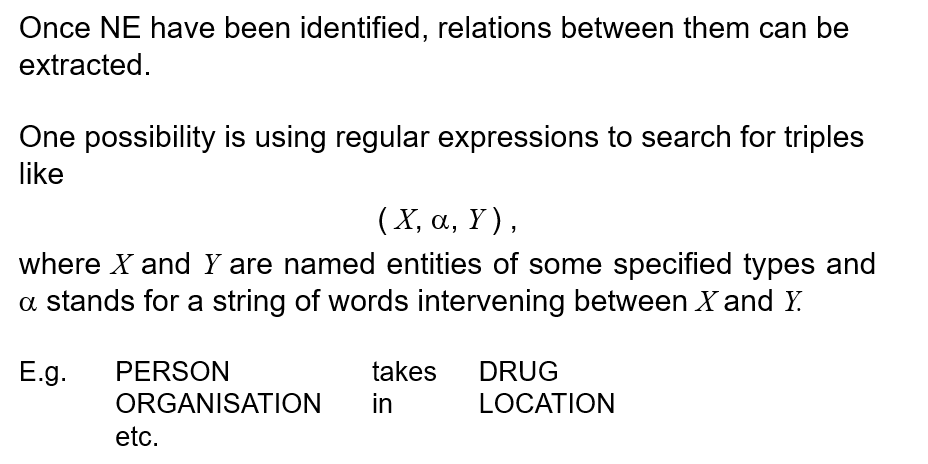 Once NE have been identified, relations between them can be
extracted.
One possibility is using regular expressions to search for triples
like
( X, α, Y ) ,
where X and Y are named entities of some specified types and
α stands for a string of words intervening between X and Y.
E.g. PERSON takes DRUG
ORGANISATION in LOCATION
etc.